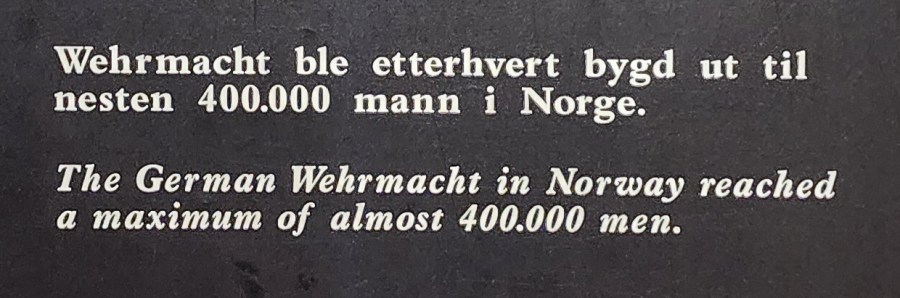 Wehrmacht ble etterhvert bygd ut til
nesten 400.000 mann i Norge.
The German Wehrmacht in Norway reached
a maximum of almost 400.000 men.